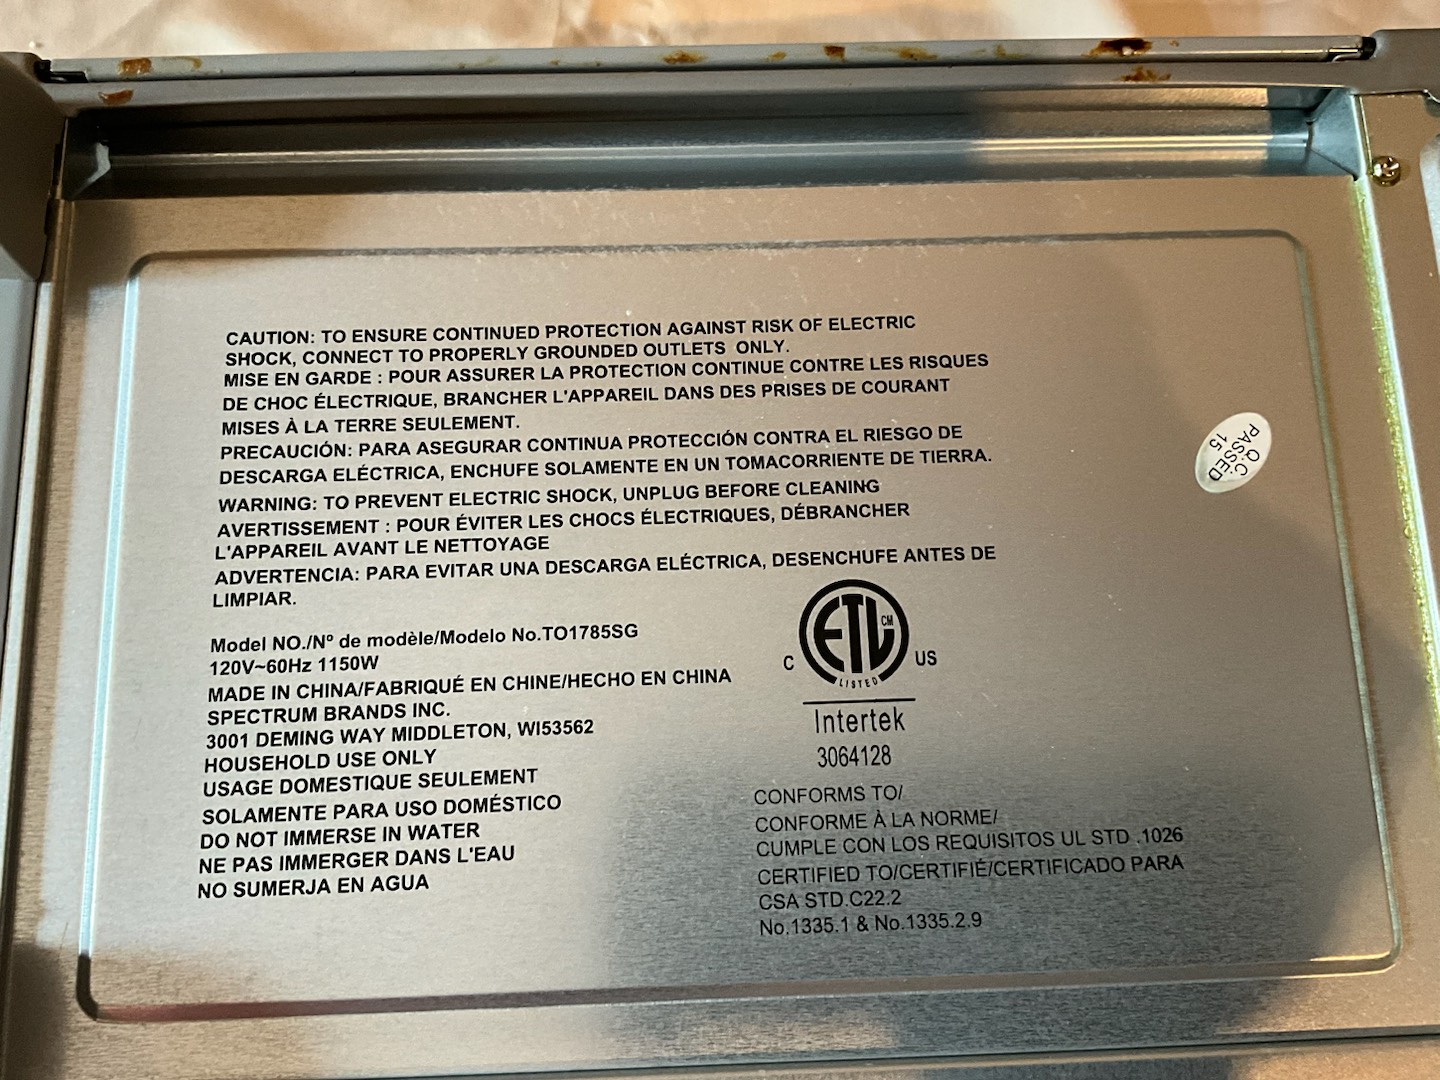 CAUTION: TO ENSURE CONTINUED PROTECTION AGAINST RISK OF ELECTRIC
SHOCK, CONNECT TO PROPERLY GROUNDED OUTLETS ONLY.
MISE EN GARDE : POUR ASSURER LA PROTECTION CONTINUE CONTRE LES RISQUES
DE CHOC ÉLECTRIQUE, BRANCHER L'APPAREIL DANS DES PRISES DE COURANT
MISES À LA TERRE SEULEMENT.
PRECAUCIÓN: PARA ASEGURAR CONTINUA PROTECCIÓN CONTRA EL RIESGO DE
DESCARGA ELÉCTRICA, ENCHUFE SOLAMENTE EN UN TOMACORRIENTE DE TIERRA.
WARNING: TO PREVENT ELECTRIC SHOCK, UNPLUG BEFORE CLEANING
AVERTISSEMENT : POUR ÉVITER LES CHOCS ÉLECTRIQUES, DÉBRANCHER
L'APPAREIL AVANT LE NETTOYAGE
ADVERTENCIA: PARA EVITAR UNA DESCARGA ELÉCTRICA, DESENCHUFE ANTES DE
LIMPIAR.
Model NO./Nº de modèle/Modelo No.TO1785SG
120V~60Hz 1150W
MADE IN CHINA/FABRIQUÉ EN CHINE/HECHO EN CHINA
SPECTRUM BRANDS INC.
3001 DEMING WAY MIDDLETON, WI53562
HOUSEHOLD USE ONLY
USAGE DOMESTIQUE SEULEMENT
SOLAMENTE PARA USO DOMÉSTICO
DO NOT IMMERSE IN WATER
NE PAS IMMERGER DANS L'EAU
NO SUMERJA EN AGUA
ETL CM
LISTED
C US
Intertek
3064128
CONFORMS TO/
CONFORME À LA NORME/
CUMPLE CON LOS REQUISITOS UL STD .1026
CERTIFIED TO/CERTIFIÉ/CERTIFICADO PARA
CSA STD.C22.2
No.1335.1 & No.1335.2.9
Q.C.
PASSED
15